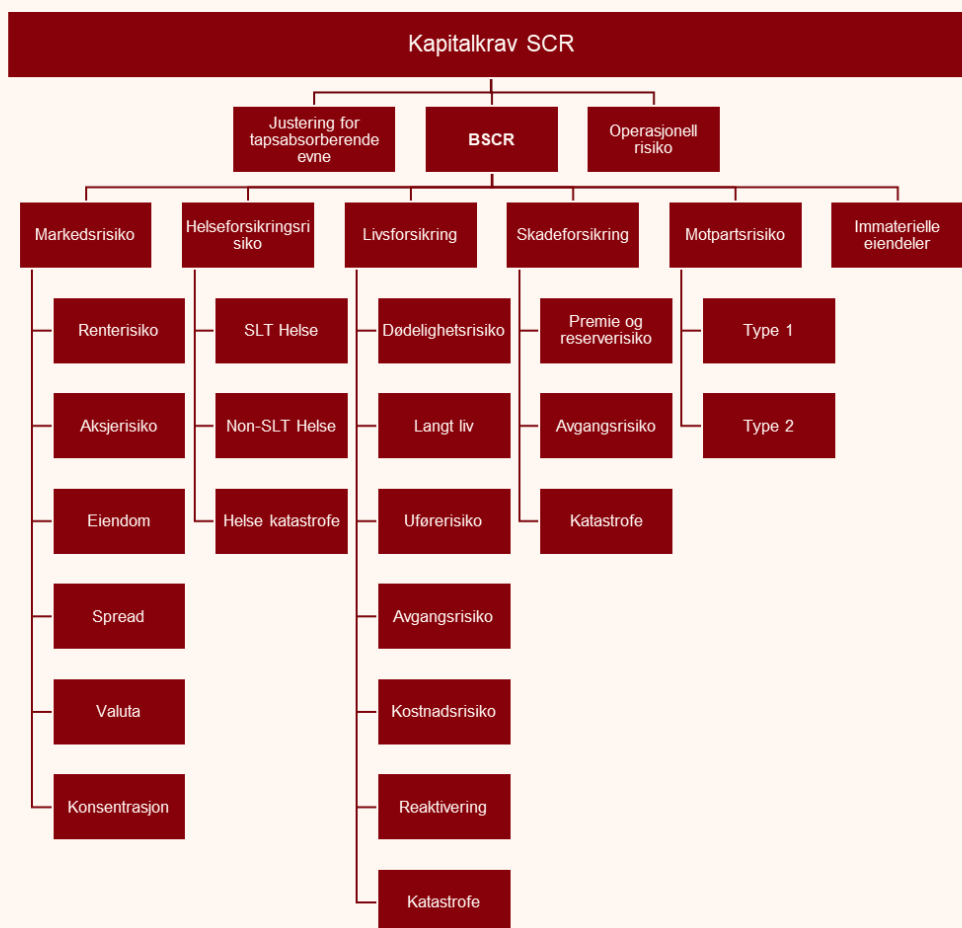 Kapitalkrav SCR
Justering for
tapsabsorberende
evne
BSCR
Operasjonell
risiko
Markedsrisiko
Helseforsikringsri
siko
Livsforsikring
Skadeforsikring
Motpartsrisiko
Immaterielle
eiendeler
Renterisiko
Aksjerisiko
Eiendom
Spread
Valuta
Konsentrasjon
SLT Helse
Non-SLT Helse
Helse katastrofe
Dødelighetsrisiko
Langt liv
Uførerisiko
Avgangsrisiko
Kostnadsrisiko
Reaktivering
Katastrofe
Premie og
reserverisiko
Avgangsrisiko
Katastrofe
Type 1
Type 2